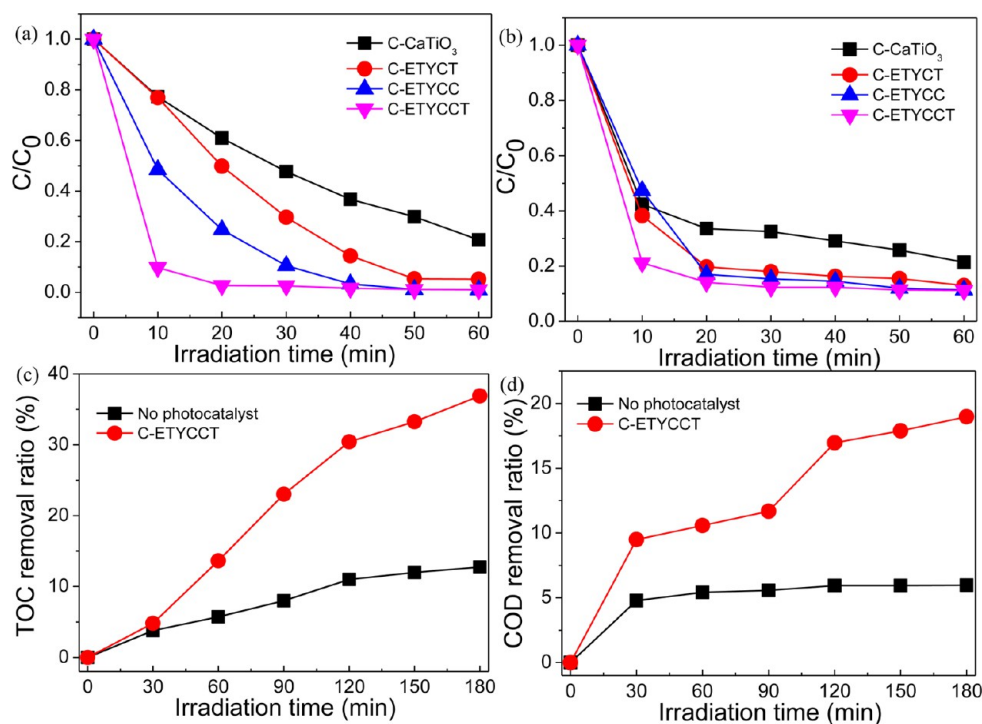 (a)
C/C0
1.0
0.8
0.6
0.4
0.2
0.0
C-CaTiO3
C-ETYCT
C-ETYCC
C-ETYCCT
0 10 20 30 40 50 60
Irradiation time (min)
(b)
C/C0
1.0
0.8
0.6
0.4
0.2
0.0
C-CaTiO3
C-ETYCT
C-ETYCC
C-ETYCCT
0 10 20 30 40 50 60
Irradiation time (min)
(c)
TOC removal ratio (%)
40
30
20
10
0
No photocatalyst
C-ETYCCT
0 30 60 90 120 150 180
Irradiation time (min)
(d)
COD removal ratio (%)
20
15
10
5
0
No photocatalyst
C-ETYCCT
0 30 60 90 120 150 180
Irradiation time (min)